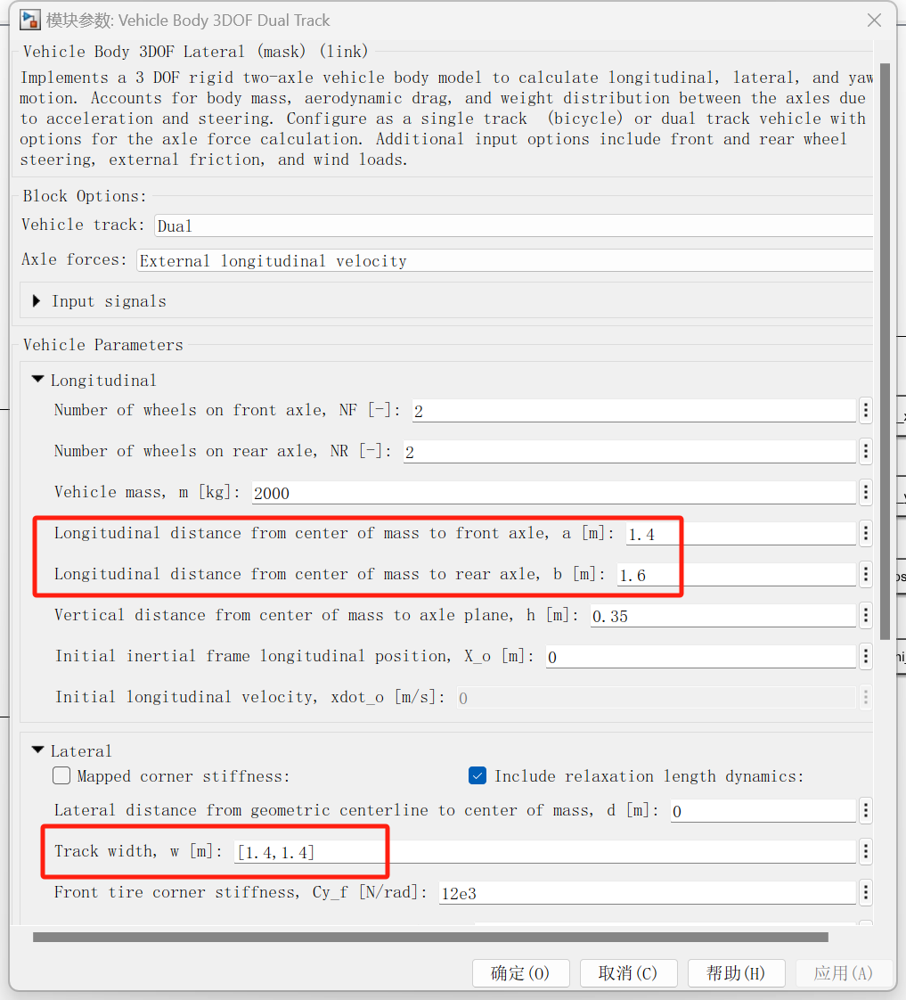 模块参数: Vehicle Body 3DOF Dual Track
Vehicle Body 3DOF Lateral (mask) (link)
Implements a 3 DOF rigid two-axle vehicle body model to calculate longitudinal, lateral, and yaw
motion. Accounts for body mass, aerodynamic drag, and weight distribution between the axles due
to acceleration and steering. Configure as a single track (bicycle) or dual track vehicle with
options for the axle force calculation. Additional input options include front and rear wheel
steering, external friction, and wind loads.
Block Options:
Vehicle track: Dual
Axle forces: External longitudinal velocity
Input signals
Vehicle Parameters
Longitudinal
Number of wheels on front axle, NF [-]: 2
Number of wheels on rear axle, NR [-]: 2
Vehicle mass, m [kg]: 2000
Longitudinal distance from center of mass to front axle, a [m]: 1.4
Longitudinal distance from center of mass to rear axle, b [m]: 1.6
Vertical distance from center of mass to axle plane, h [m]: 0.35
Initial inertial frame longitudinal position, X_o [m]: 0
Initial longitudinal velocity, xdot_o [m/s]: 0
Lateral
Mapped corner stiffness: Include relaxation length dynamics:
Lateral distance from geometric centerline to center of mass, d [m]: 0
Track width, w [m]: [1.4,1.4]
Front tire corner stiffness, Cy_f [N/rad]: 12e3
确定(O) 取消(C) 帮助(H) 应用(A)